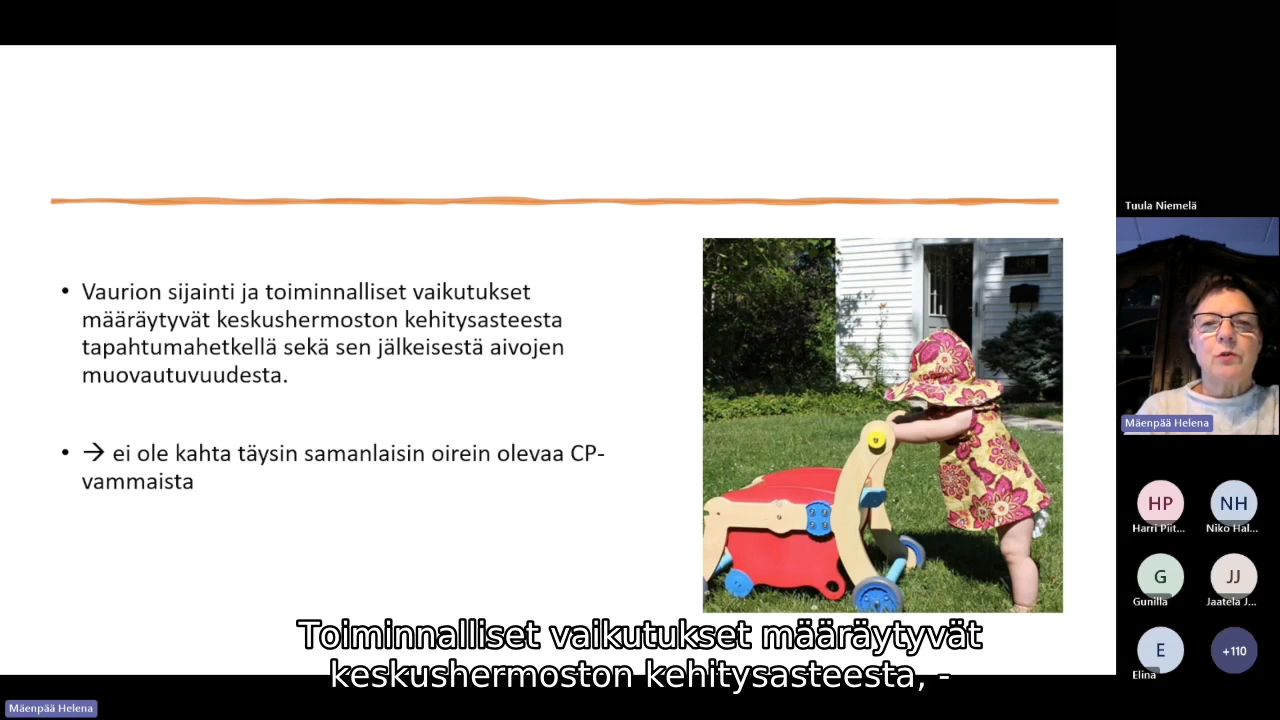 Tuula Niemelä
• Vaurion sijainti ja toiminnalliset vaikutukset
määräytyvät keskushermoston kehitysasteesta
tapahtumahetkellä sekä sen jälkeisestä aivojen
muovautuvuudesta.
• → ei ole kahta täysin samanlaisin oirein olevaa CP-
vammaista
Mäenpää Helena
HP
NH
Harri Piit...
Niko Hal...
G
JJ
Gunilla
Jaatela J...
E
+110
Elina
Toiminnalliset vaikutukset määräytyvät
keskushermoston kehitysasteesta, -
Mäenpää Helena